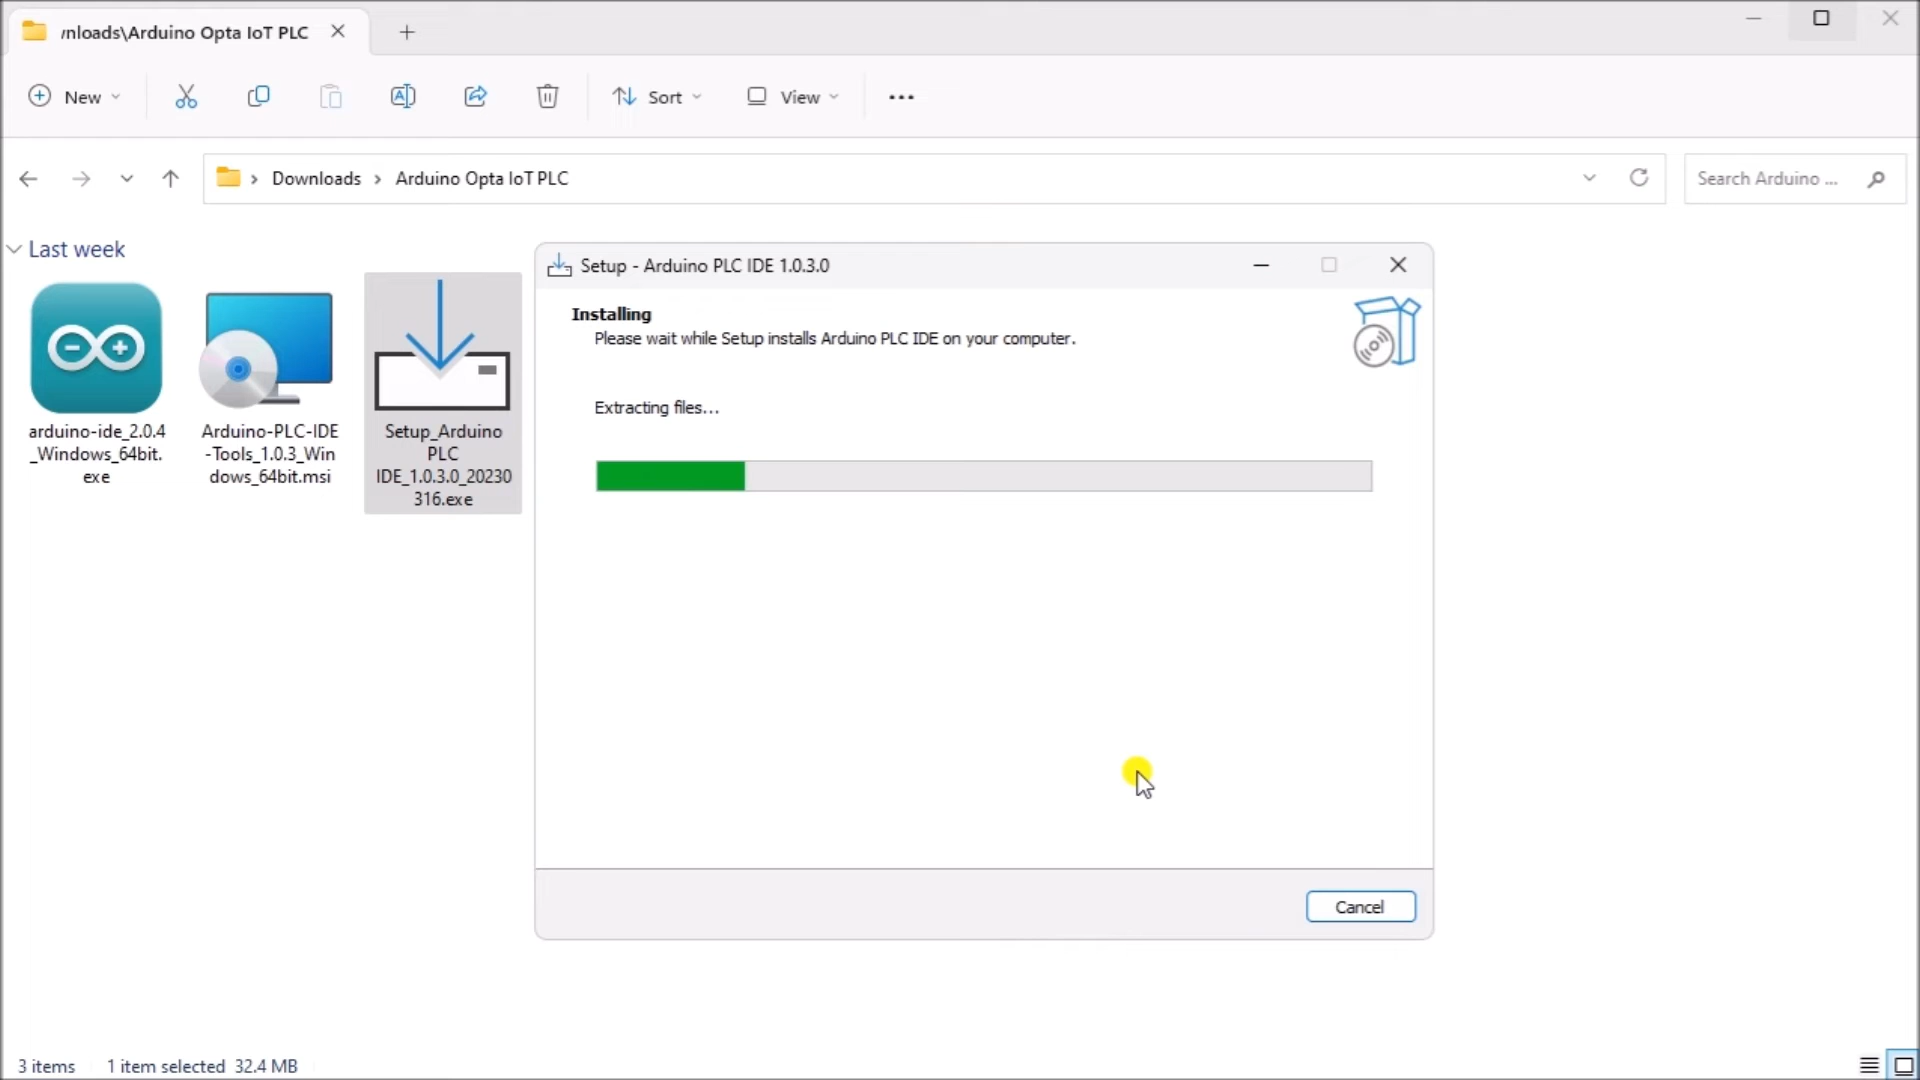 vnloads\Arduino Opta IoT PLC
New
Sort
View
Downloads
Arduino Opta IoT PLC
Search Arduino ...
Last week
arduino-ide_2.0.4
_Windows_64bit.
exe
Arduino-PLC-IDE
-Tools_1.0.3_Win
dows_64bit.msi
Setup_Arduino
PLC
IDE_1.0.3.0_20230
316.exe
Setup - Arduino PLC IDE 1.0.3.0
Installing
Please wait while Setup installs Arduino PLC IDE on your computer.
Extracting files...
Cancel
3 items 1 item selected 32.4 MB